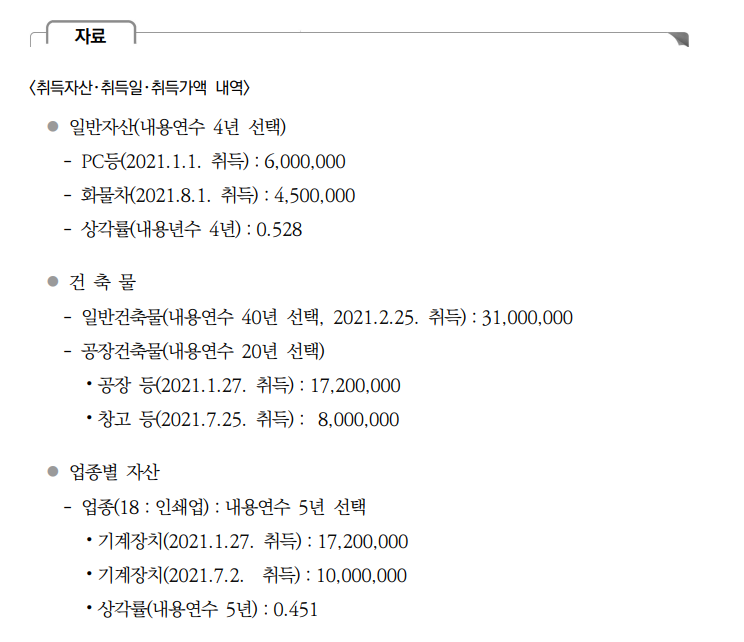 자료
〈취득자산·취득일·취득가액 내역〉
● 일반자산(내용연수 4년 선택)
- PC등(2021.1.1. 취득) : 6,000,000
- 화물차(2021.8.1. 취득) : 4,500,000
- 상각률(내용년수 4년) : 0.528
● 건 축 물
- 일반건축물(내용연수 40년 선택, 2021.2.25. 취득) : 31,000,000
- 공장건축물(내용연수 20년 선택)
• 공장 등(2021.1.27. 취득) : 17,200,000
• 창고 등(2021.7.25. 취득) : 8,000,000
● 업종별 자산
- 업종(18 : 인쇄업) : 내용연수 5년 선택
• 기계장치(2021.1.27. 취득) : 17,200,000
• 기계장치(2021.7.2. 취득) : 10,000,000
• 상각률(내용연수 5년) : 0.451